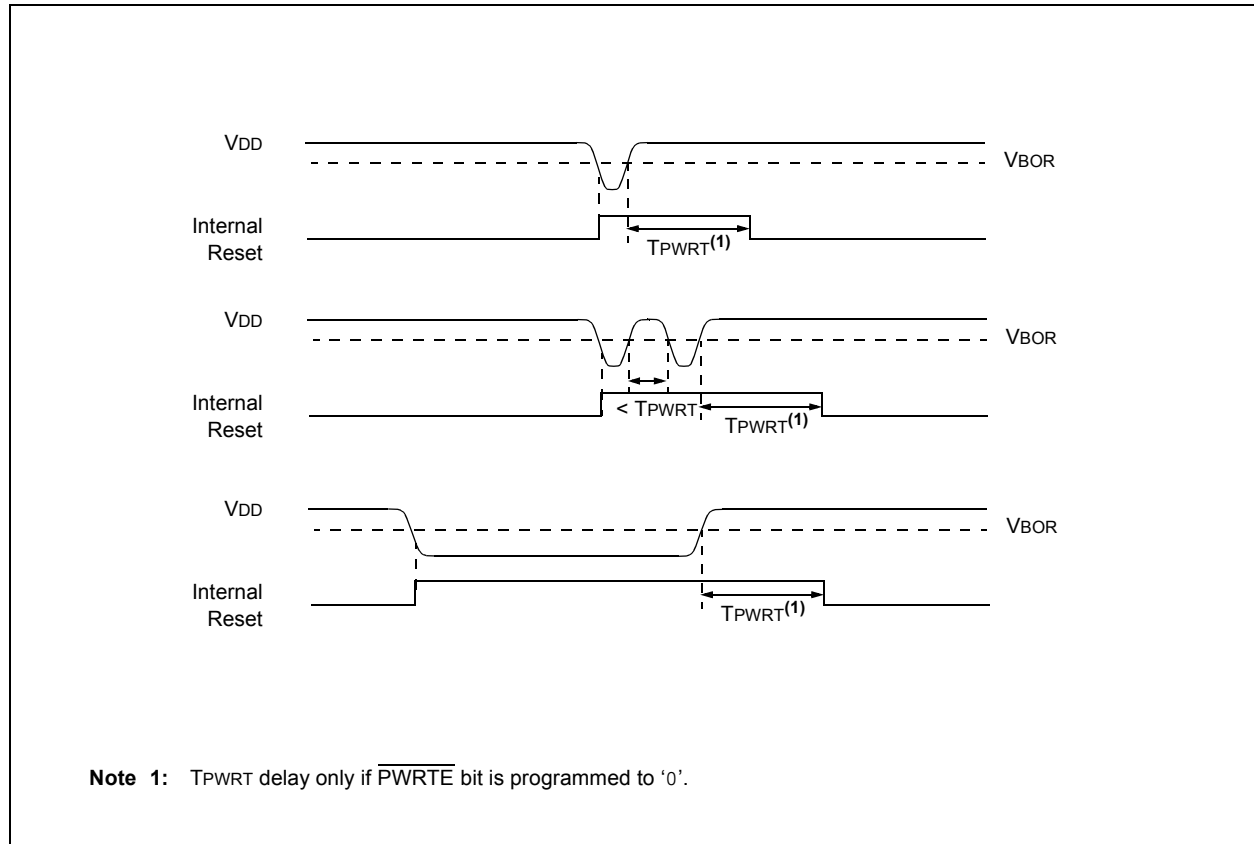 VDD
VBOR
Internal
Reset
TPWRT(1)
VDD
VBOR
Internal
Reset
< TPWRT
TPWRT(1)
VDD
VBOR
Internal
Reset
TPWRT(1)
Note 1: TPWRT delay only if PWRTE bit is programmed to ‘0’.